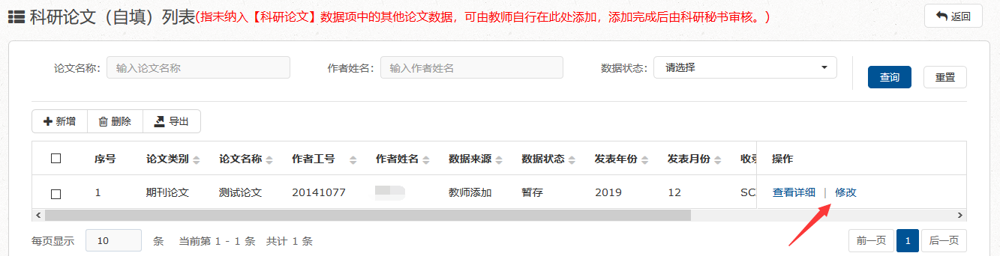 科研论文（自填）列表(指未纳入【科研论文】数据项中的其他论文数据，可由教师自行在此处添加，添加完成后由科研秘书审核。) 返回
论文名称： 输入论文名称 作者姓名： 输入作者姓名 数据状态： 请选择 查询 重置
新增 删除 导出
序号 论文类别 论文名称 作者工号 作者姓名 数据来源 数据状态 发表年份 发表月份 收录 操作
1 期刊论文 测试论文 20141077 教师添加 暂存 2019 12 SC 查看详细 | 修改
每页显示 10 条 当前第 1 - 1 条 共计 1 条 前一页 1 后一页